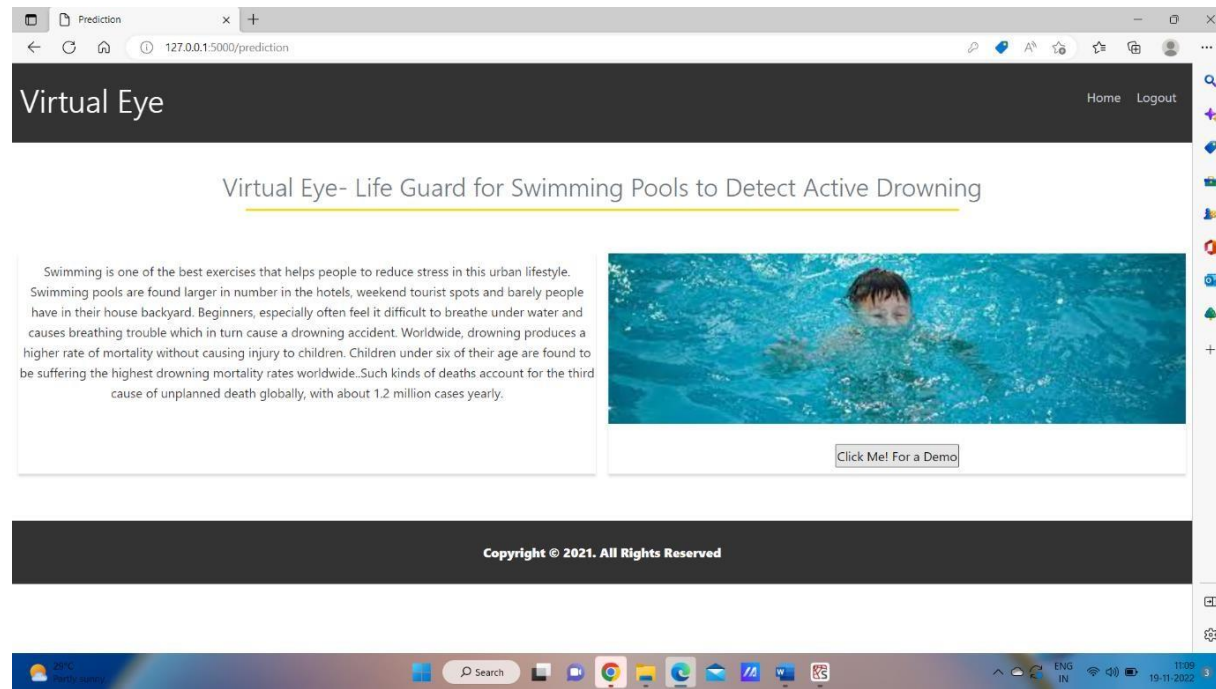 Prediction
127.0.0.1:5000/prediction
Virtual Eye
Home Logout
Virtual Eye- Life Guard for Swimming Pools to Detect Active Drowning
Swimming is one of the best exercises that helps people to reduce stress in this urban lifestyle.
Swimming pools are found larger in number in the hotels, weekend tourist spots and barely people
have in their house backyard. Beginners, especially often feel it difficult to breathe under water and
causes breathing trouble which in turn cause a drowning accident. Worldwide, drowning produces a
higher rate of mortality without causing injury to children. Children under six of their age are found to
be suffering the highest drowning mortality rates worldwide..Such kinds of deaths account for the third
cause of unplanned death globally, with about 1.2 million cases yearly.
Click Me! For a Demo
Copyright © 2021. All Rights Reserved
29°C
Partly sunny
Search
ENG
IN
11:09
19-11-2022